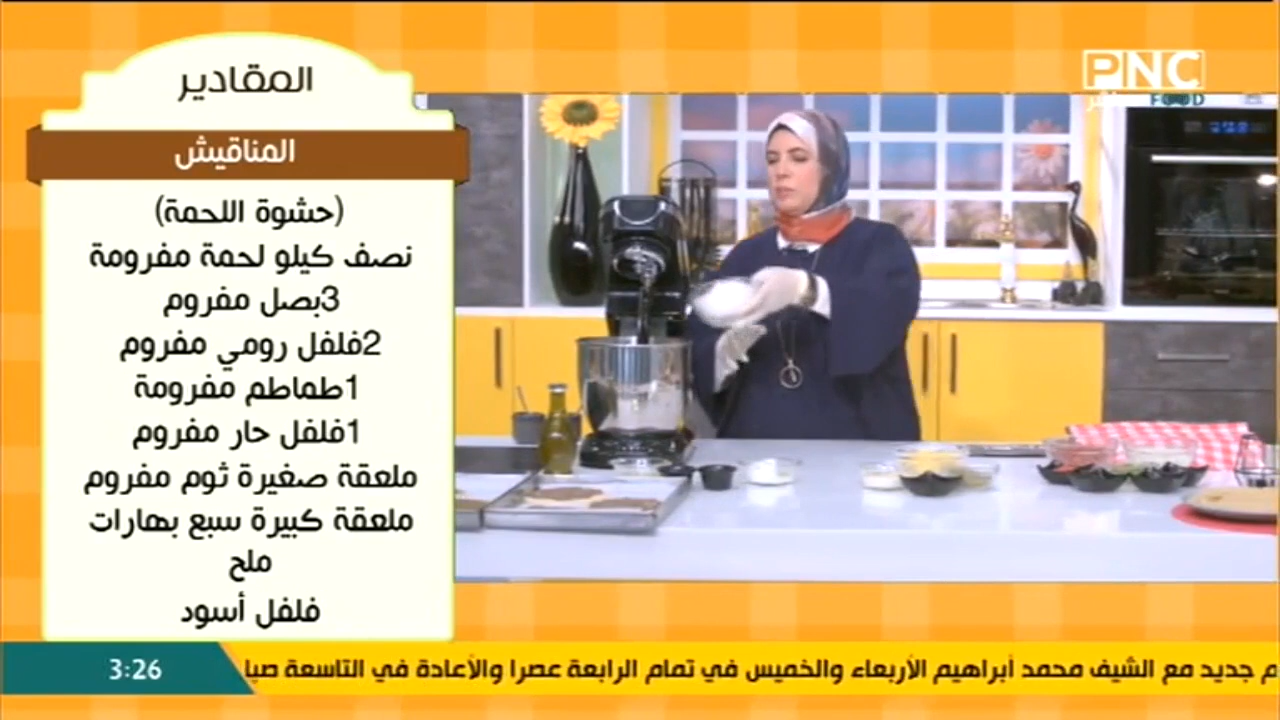 المقادير
المناقيش
(حشوة اللحمة)
نصف كيلو لحمة مفرومة
3بصل مفروم
2فلفل رومي مفروم
1طماطم مفرومة
1فلفل حار مفروم
ملعقة صغيرة ثوم مفروم
ملعقة كبيرة سبع بهارات
ملح
فلفل أسود
PNC
FOOD
3:26
م جديد مع الشيف محمد أبراهيم الأربعاء والخميس في تمام الرابعة عصرا والأعادة في التاسعة صبا